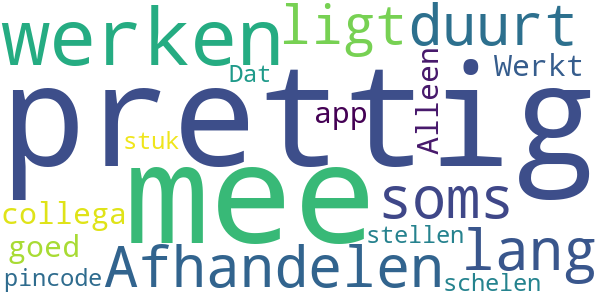 werken
ligt
duurt
Dat
Alleen
Werkt
prettig
app
stuk
mee
soms
collega
goed
Afhandelen
stellen
lang
pincode
schelen